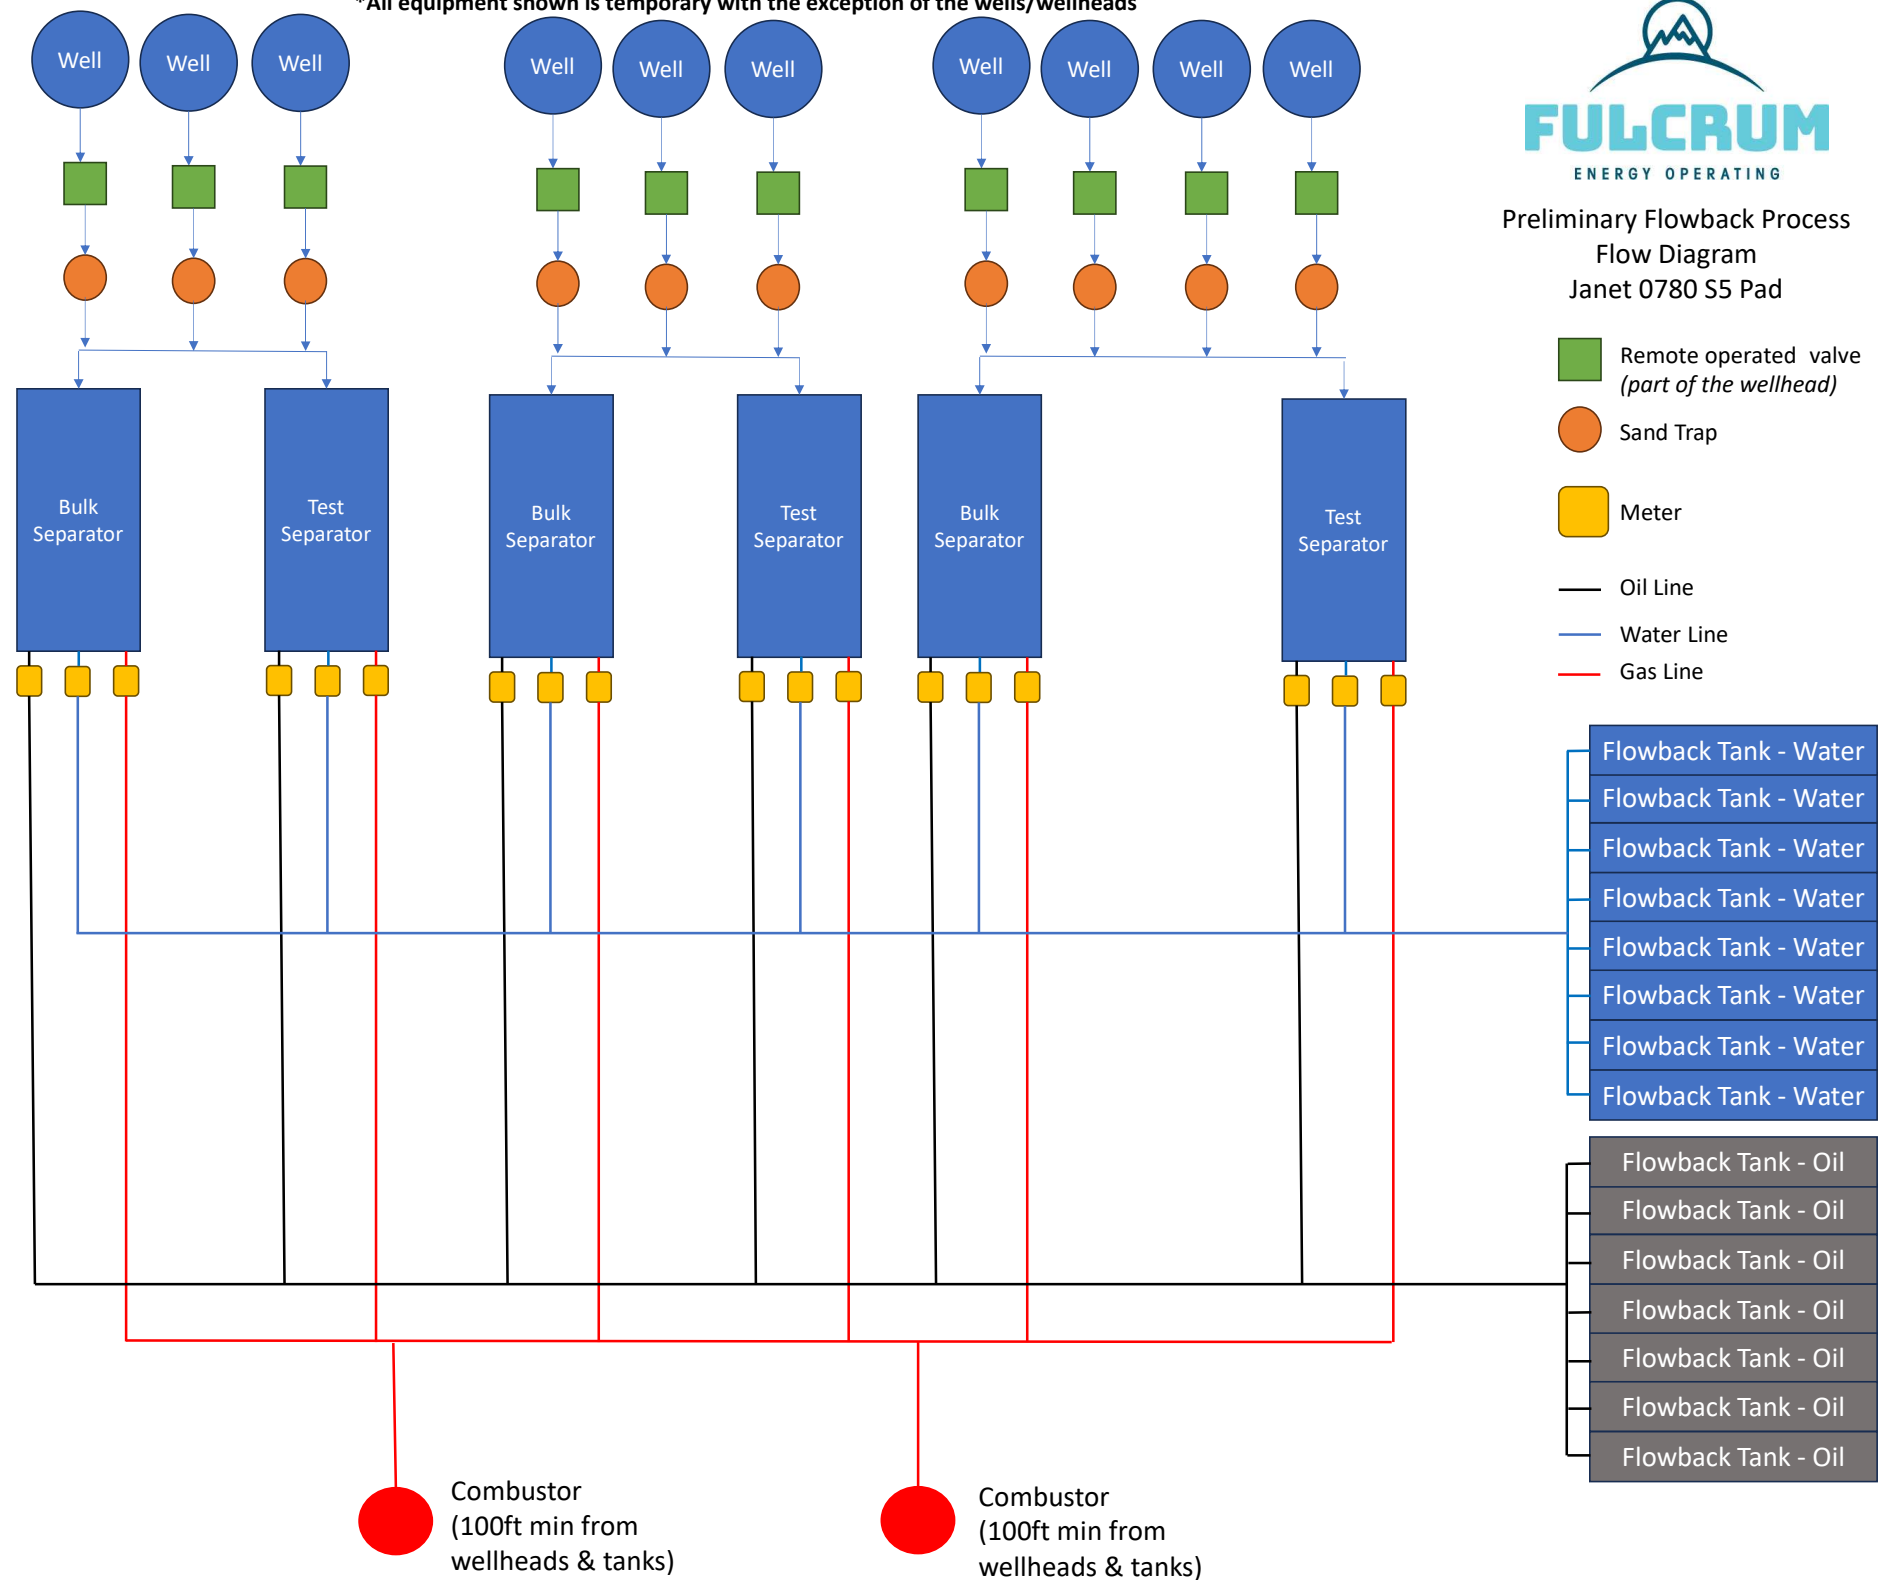 *All equipment shown is temporary with the exception of the wells/wellheads
Well
Well
Well
Well
Well
Well
Well
Well
Well
Well
FULCRUM
ENERGY OPERATING
Preliminary Flowback Process
Flow Diagram
Janet 0780 S5 Pad
Remote operated valve
(part of the wellhead)
Sand Trap
Meter
Oil Line
Water Line
Gas Line
Bulk
Separator
Test
Separator
Bulk
Separator
Test
Separator
Bulk
Separator
Test
Separator
Flowback Tank - Water
Flowback Tank - Water
Flowback Tank - Water
Flowback Tank - Water
Flowback Tank - Water
Flowback Tank - Water
Flowback Tank - Water
Flowback Tank - Water
Flowback Tank - Oil
Flowback Tank - Oil
Flowback Tank - Oil
Flowback Tank - Oil
Flowback Tank - Oil
Flowback Tank - Oil
Flowback Tank - Oil
Combustor
(100ft min from
wellheads & tanks)
Combustor
(100ft min from
wellheads & tanks)